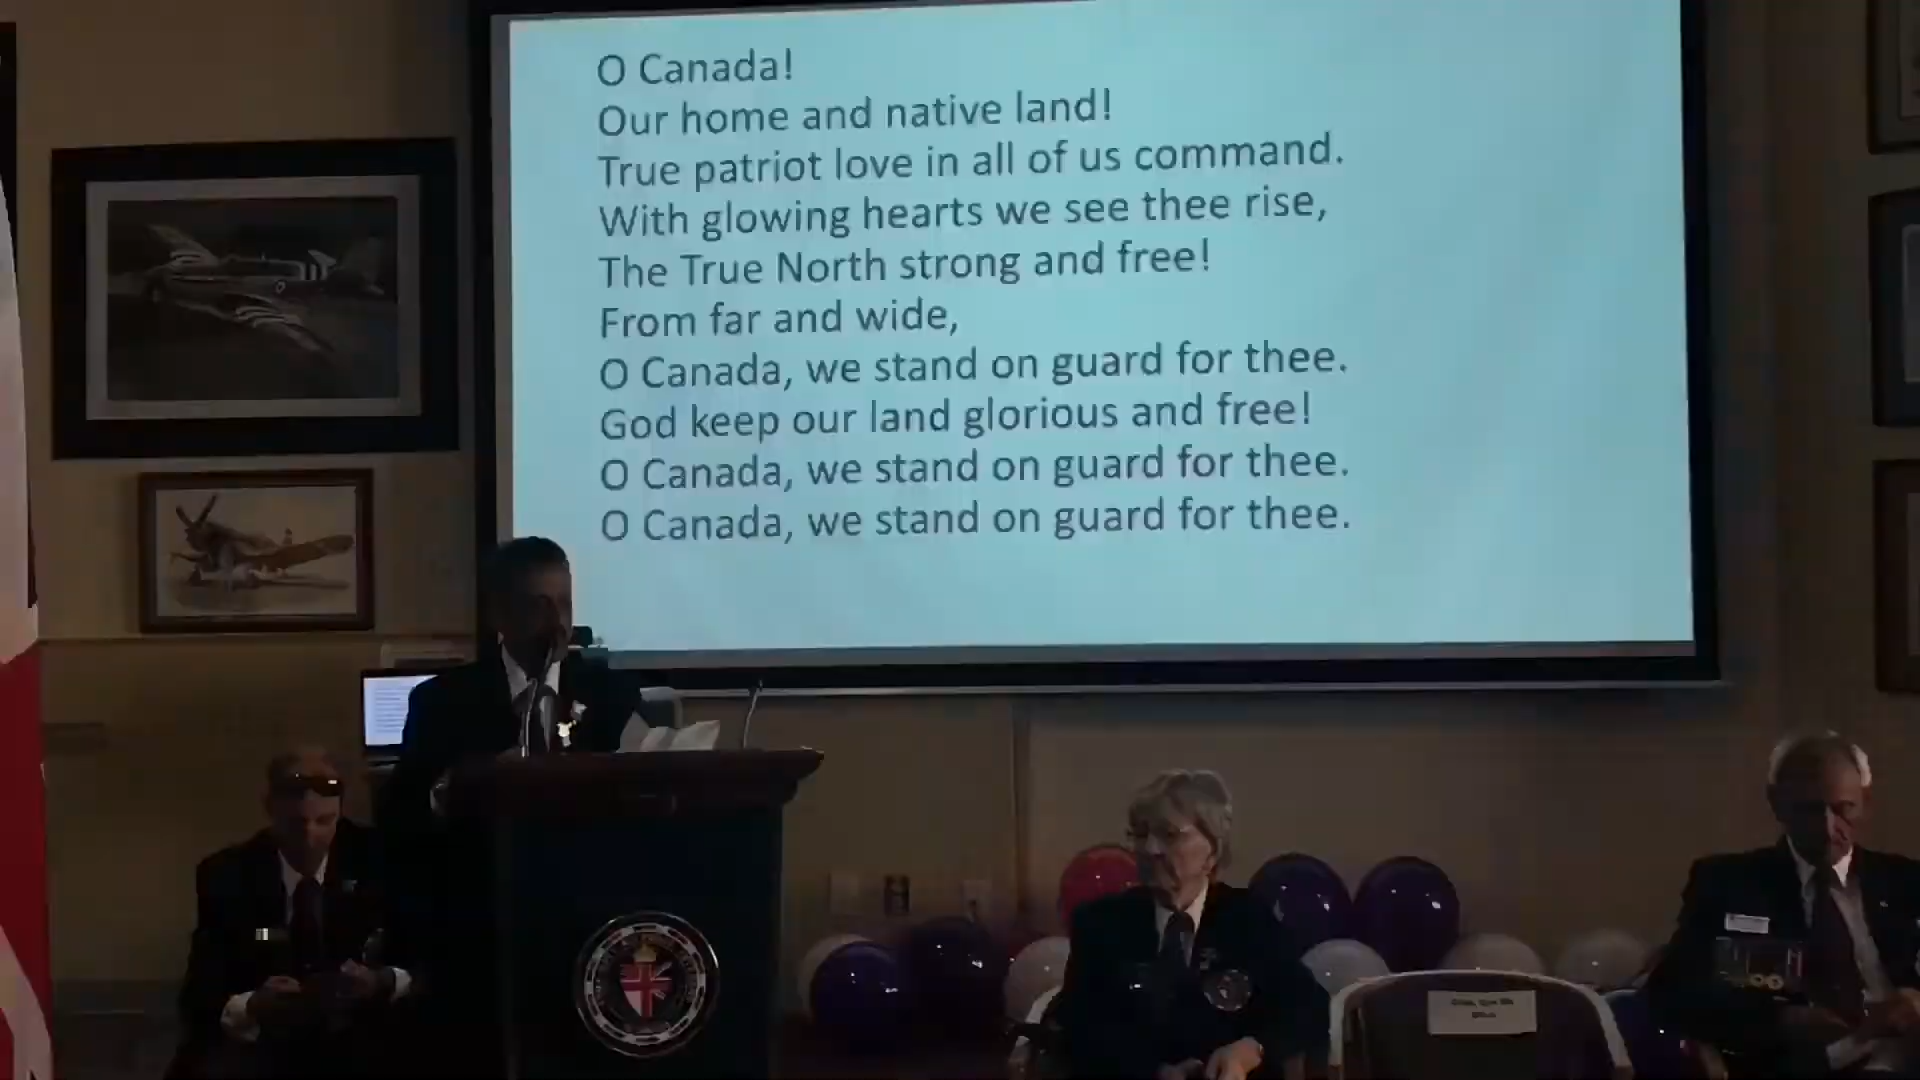 O Canada!
Our home and native land!
True patriot love in all of us command.
With glowing hearts we see thee rise,
The True North strong and free!
From far and wide,
O Canada, we stand on guard for thee.
God keep our land glorious and free!
O Canada, we stand on guard for thee.
O Canada, we stand on guard for thee.